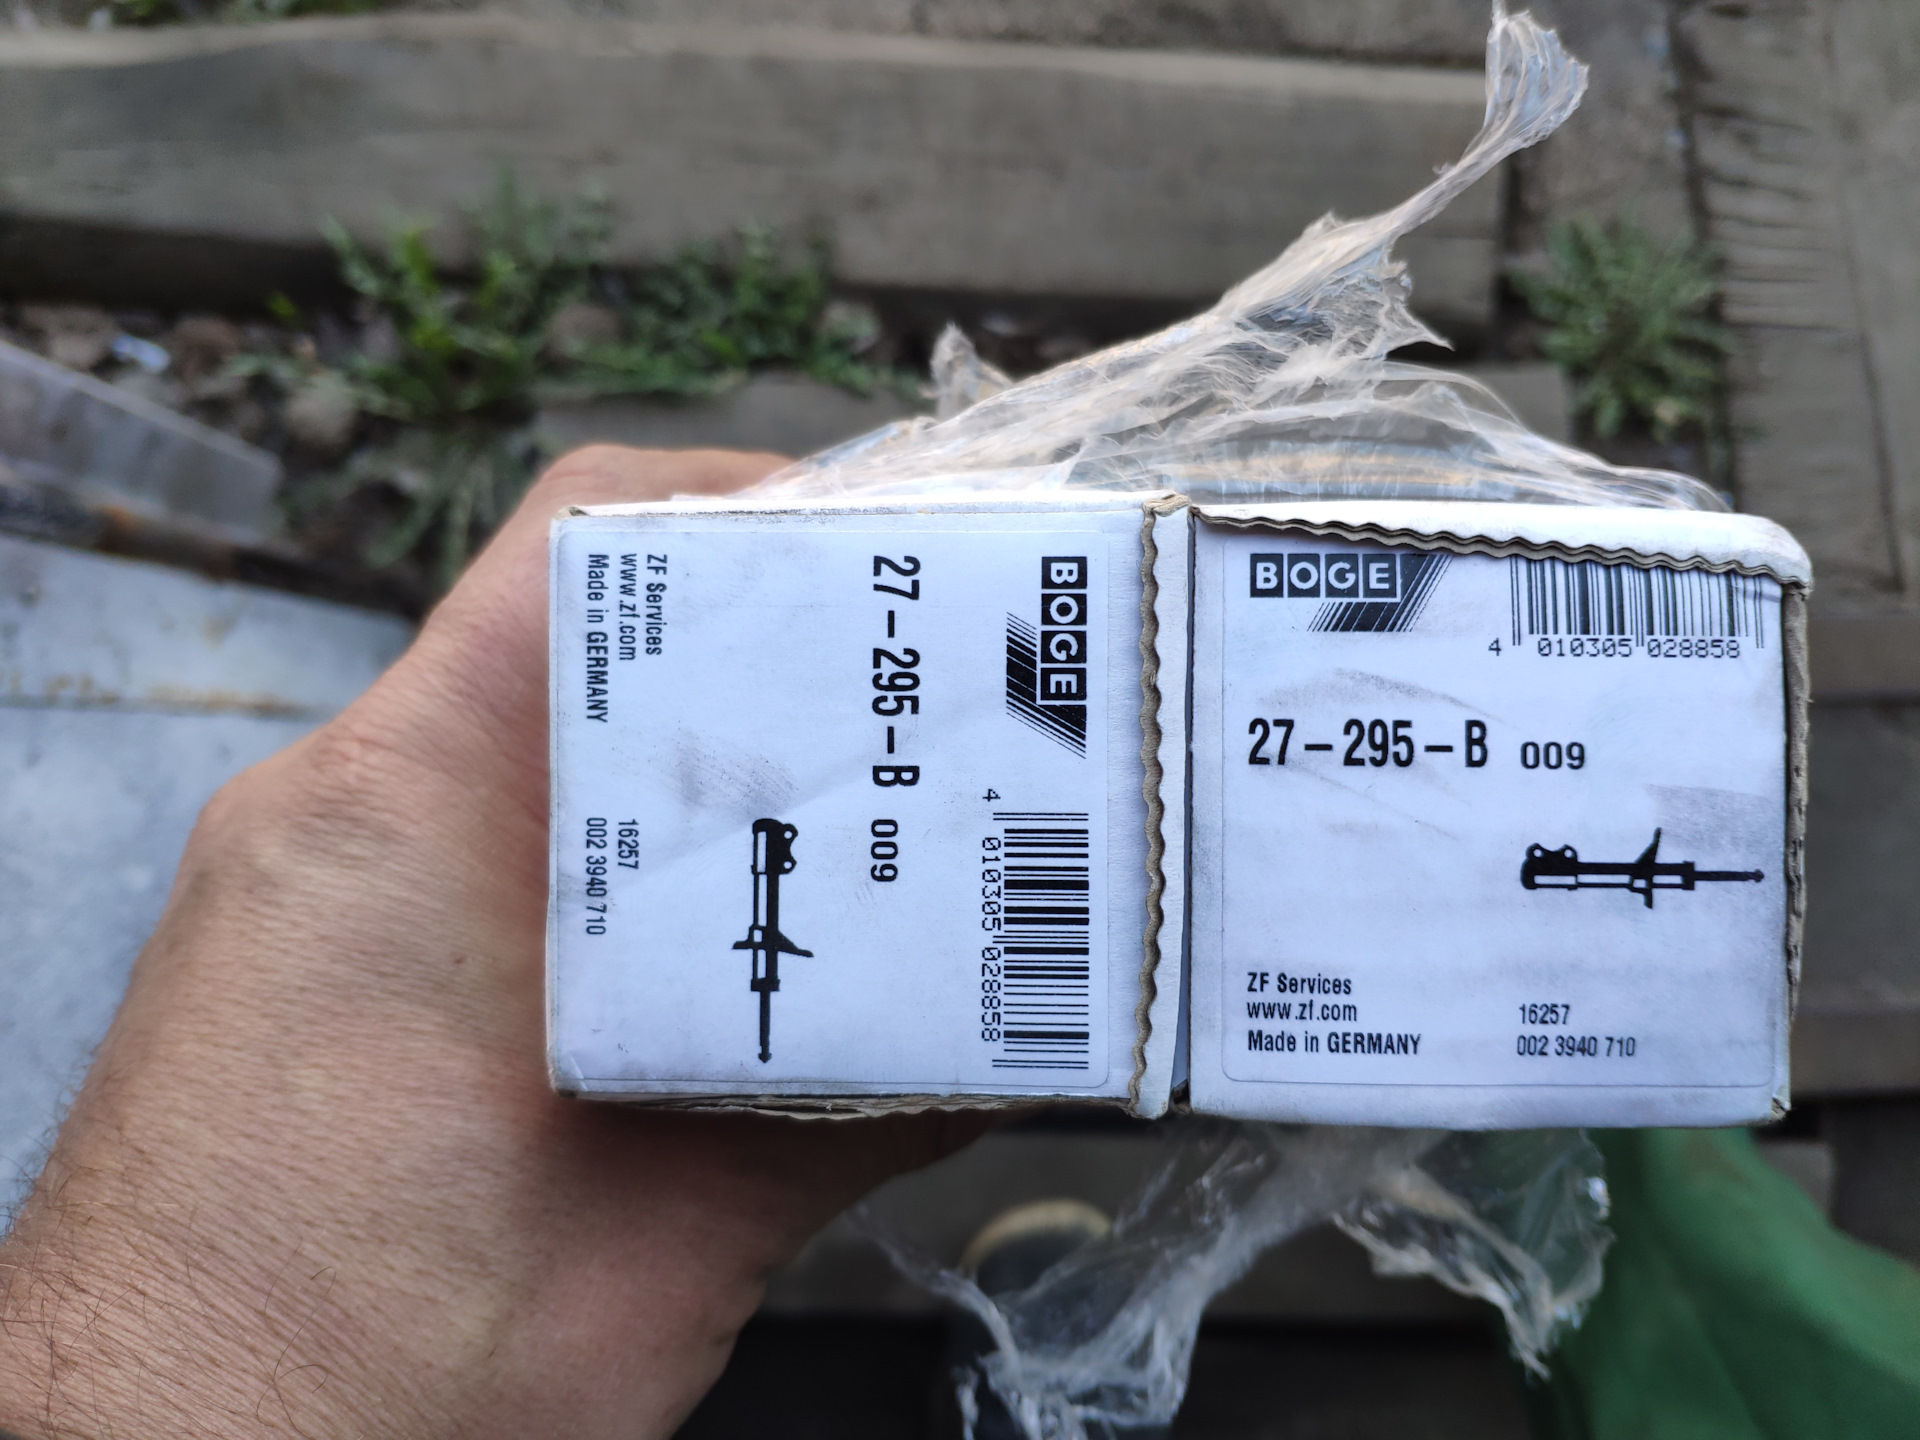 BOGE
27-295-B 009
4 010305 028858
ZF Services
www.zf.com
Made in GERMANY
16257
002 3940 710
BOGE
4 010305 028858
27-295-B 009
ZF Services
www.zf.com
Made in GERMANY
16257
002 3940 710